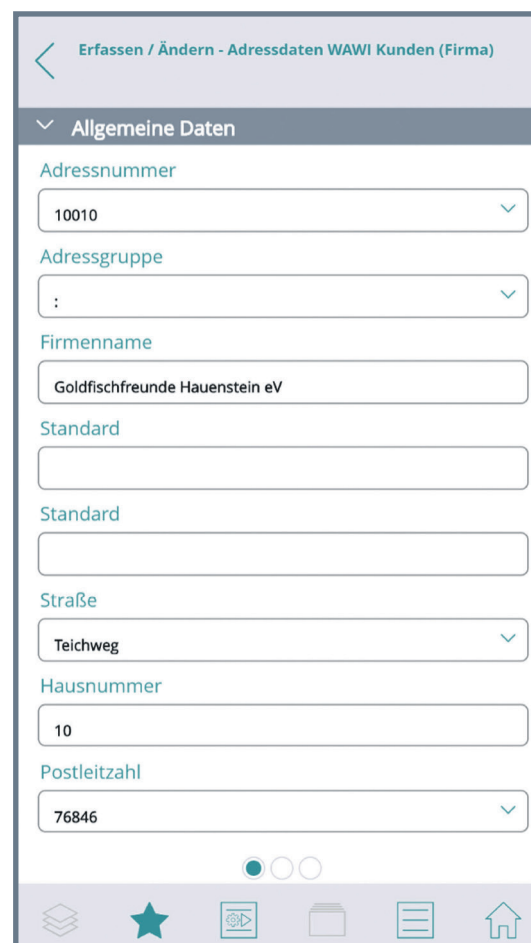 Erfassen / Ändern - Adressdaten WAWI Kunden (Firma)
Allgemeine Daten
Adressnummer
10010
Adressgruppe
:
Firmenname
Goldfischfreunde Hauenstein eV
Standard
Standard
Straße
Teichweg
Hausnummer
10
Postleitzahl
76846